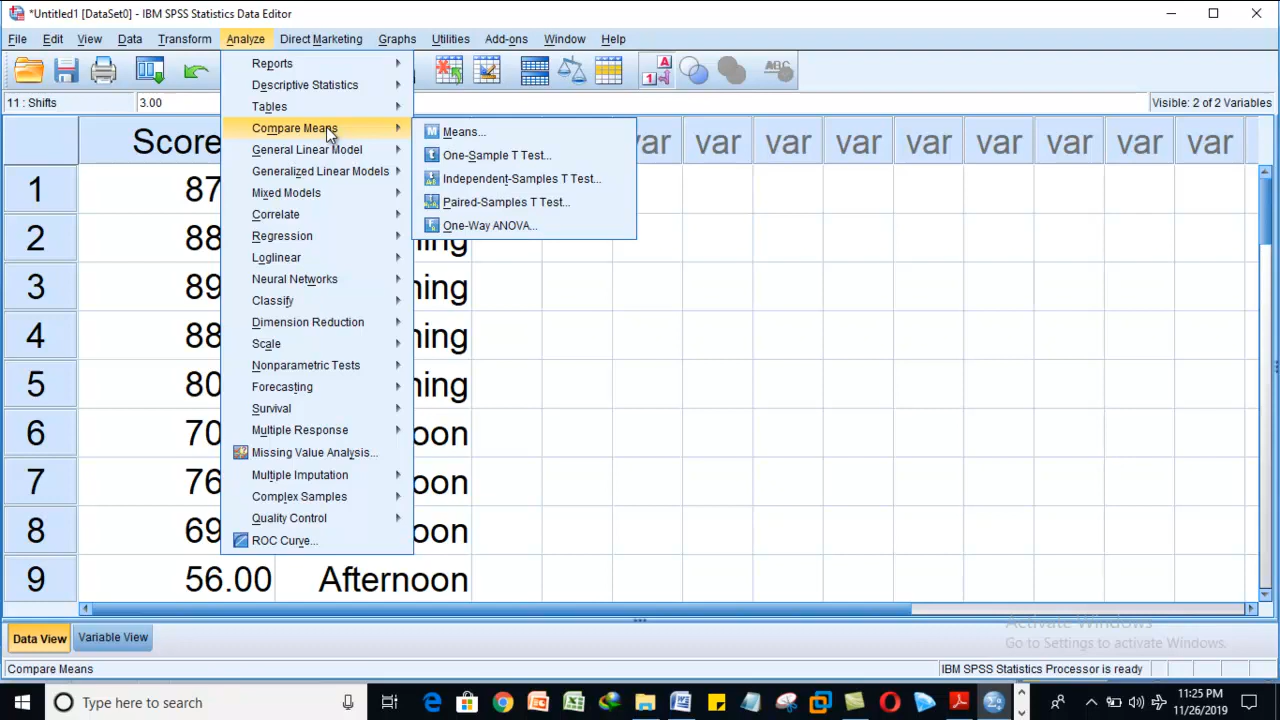 *Untitled1 [DataSet0] - IBM SPSS Statistics Data Editor
File Edit View Data Transform Analyze Direct Marketing Graphs Utilities Add-ons Window Help
11 : Shifts 3.00 Visible: 2 of 2 Variables
Score var var var var var var var var
Reports
Descriptive Statistics
Tables
Compare Means
General Linear Model
Generalized Linear Models
Mixed Models
Correlate
Regression
Loglinear
Neural Networks
Classify
Dimension Reduction
Scale
Nonparametric Tests
Forecasting
Survival
Multiple Response
Missing Value Analysis...
Multiple Imputation
Complex Samples
Quality Control
ROC Curve...
Means...
One-Sample T Test...
Independent-Samples T Test...
Paired-Samples T Test...
One-Way ANOVA...
1 87
2 88 ning
3 89 ning
4 88 ning
5 80 ning
6 70 oon
7 76 oon
8 69 oon
9 56.00 Afternoon
Activate Windows
Go to Settings to activate Windows.
Data View Variable View
Compare Means IBM SPSS Statistics Processor is ready
Type here to search
11:25 PM
11/26/2019